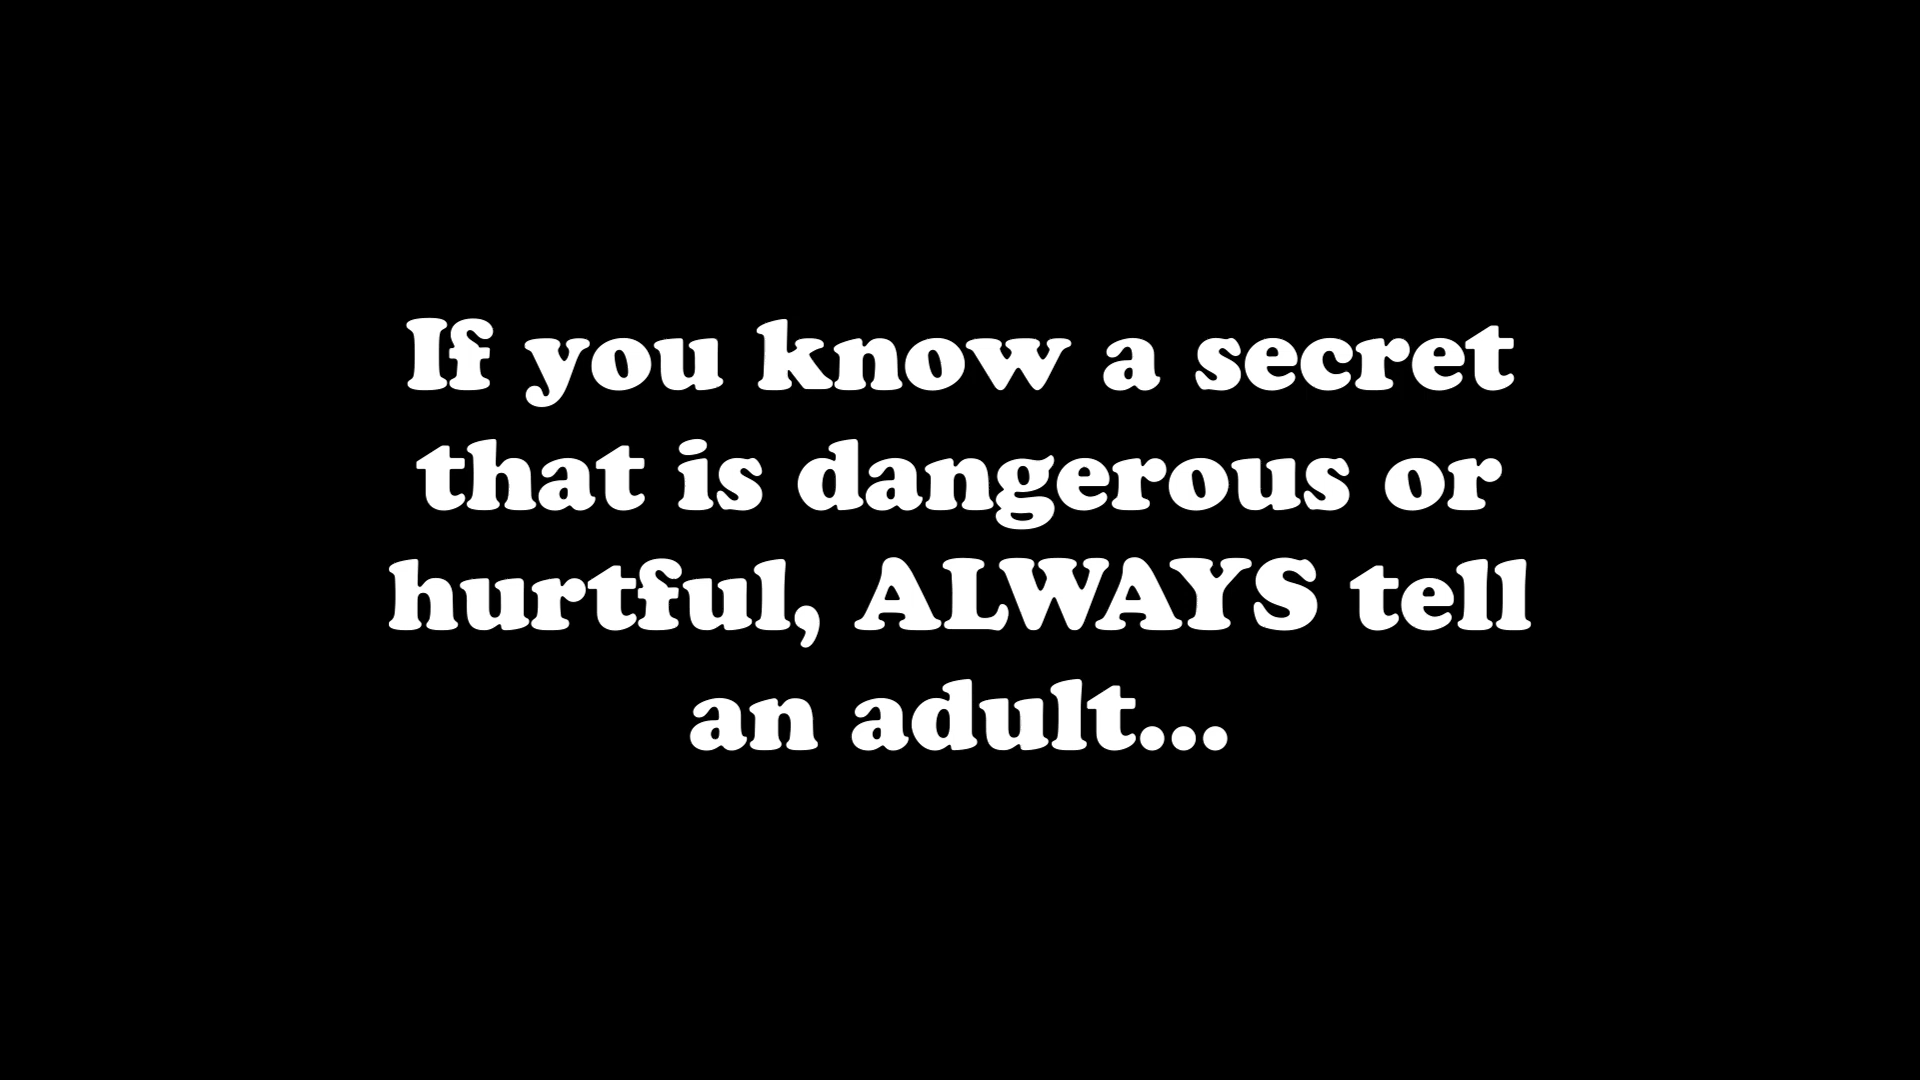 If you know a secret
that is dangerous or
hurtful, ALWAYS tell
an adult...